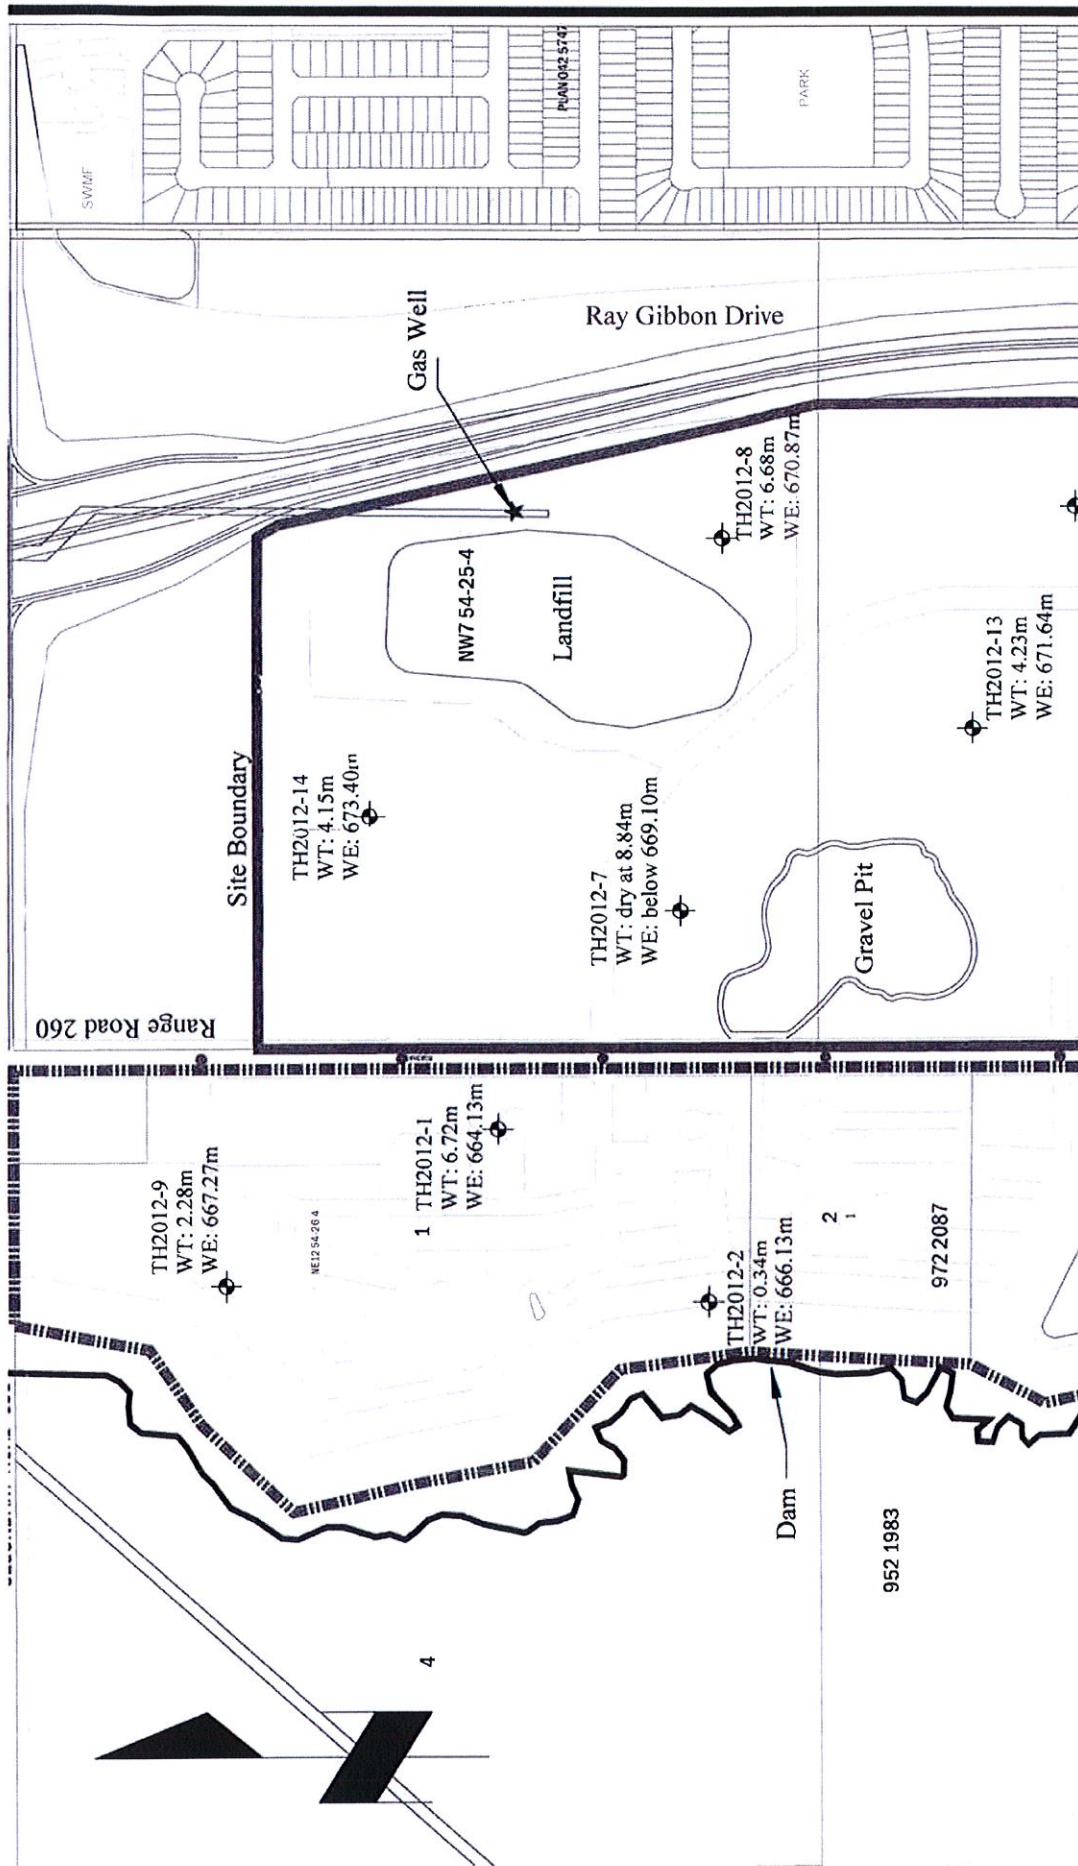 SWMF
PLAN 042 5747
PARK
Ray Gibbon Drive
Gas Well
TH2012-8
WT: 6.68m
WE: 670.87m
NW7 54-25-4
Landfill
TH2012-13
WT: 4.23m
WE: 671.64m
Site Boundary
TH2012-14
WT: 4.15m
WE: 673.40m
TH2012-7
WT: dry at 8.84m
WE: below 669.10m
Gravel Pit
Range Road 260
TH2012-9
WT: 2.28m
WE: 667.27m
NE12 54-26 4
1
TH2012-1
WT: 6.72m
WE: 664.13m
TH2012-2
WT: 0.34m
WE: 666.13m
2
1
972 2087
Dam
952 1983
4